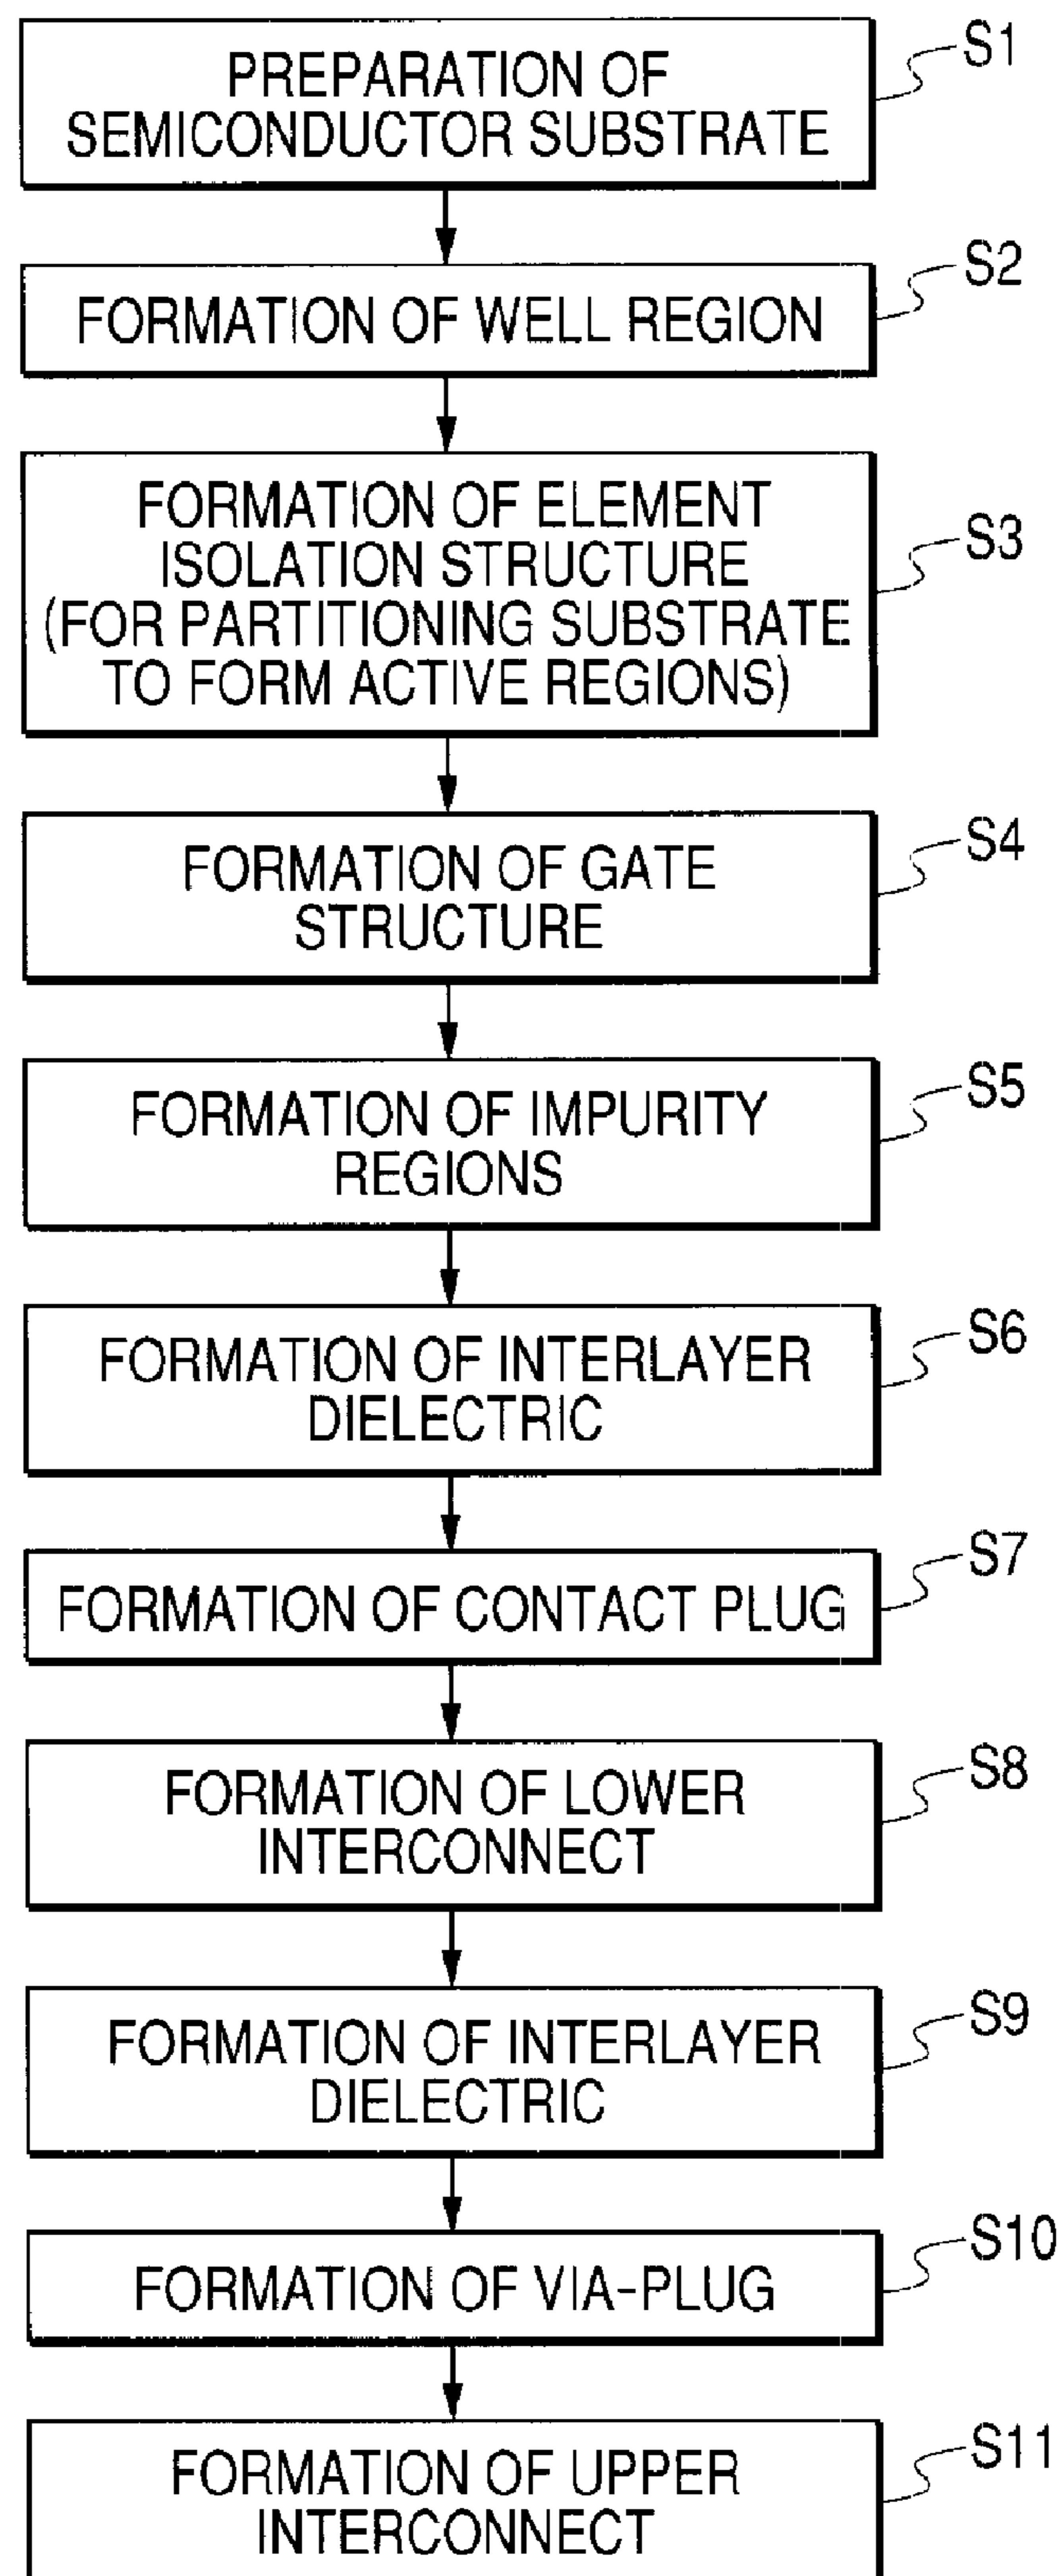 PREPARATION OF
SEMICONDUCTOR SUBSTRATE
S1
FORMATION OF WELL REGION
S2
FORMATION OF ELEMENT
ISOLATION STRUCTURE
(FOR PARTITIONING SUBSTRATE
TO FORM ACTIVE REGIONS)
S3
FORMATION OF GATE
STRUCTURE
S4
FORMATION OF IMPURITY
REGIONS
S5
FORMATION OF INTERLAYER
DIELECTRIC
S6
FORMATION OF CONTACT PLUG
S7
FORMATION OF LOWER
INTERCONNECT
S8
FORMATION OF INTERLAYER
DIELECTRIC
S9
FORMATION OF VIA-PLUG
S10
FORMATION OF UPPER
INTERCONNECT
S11